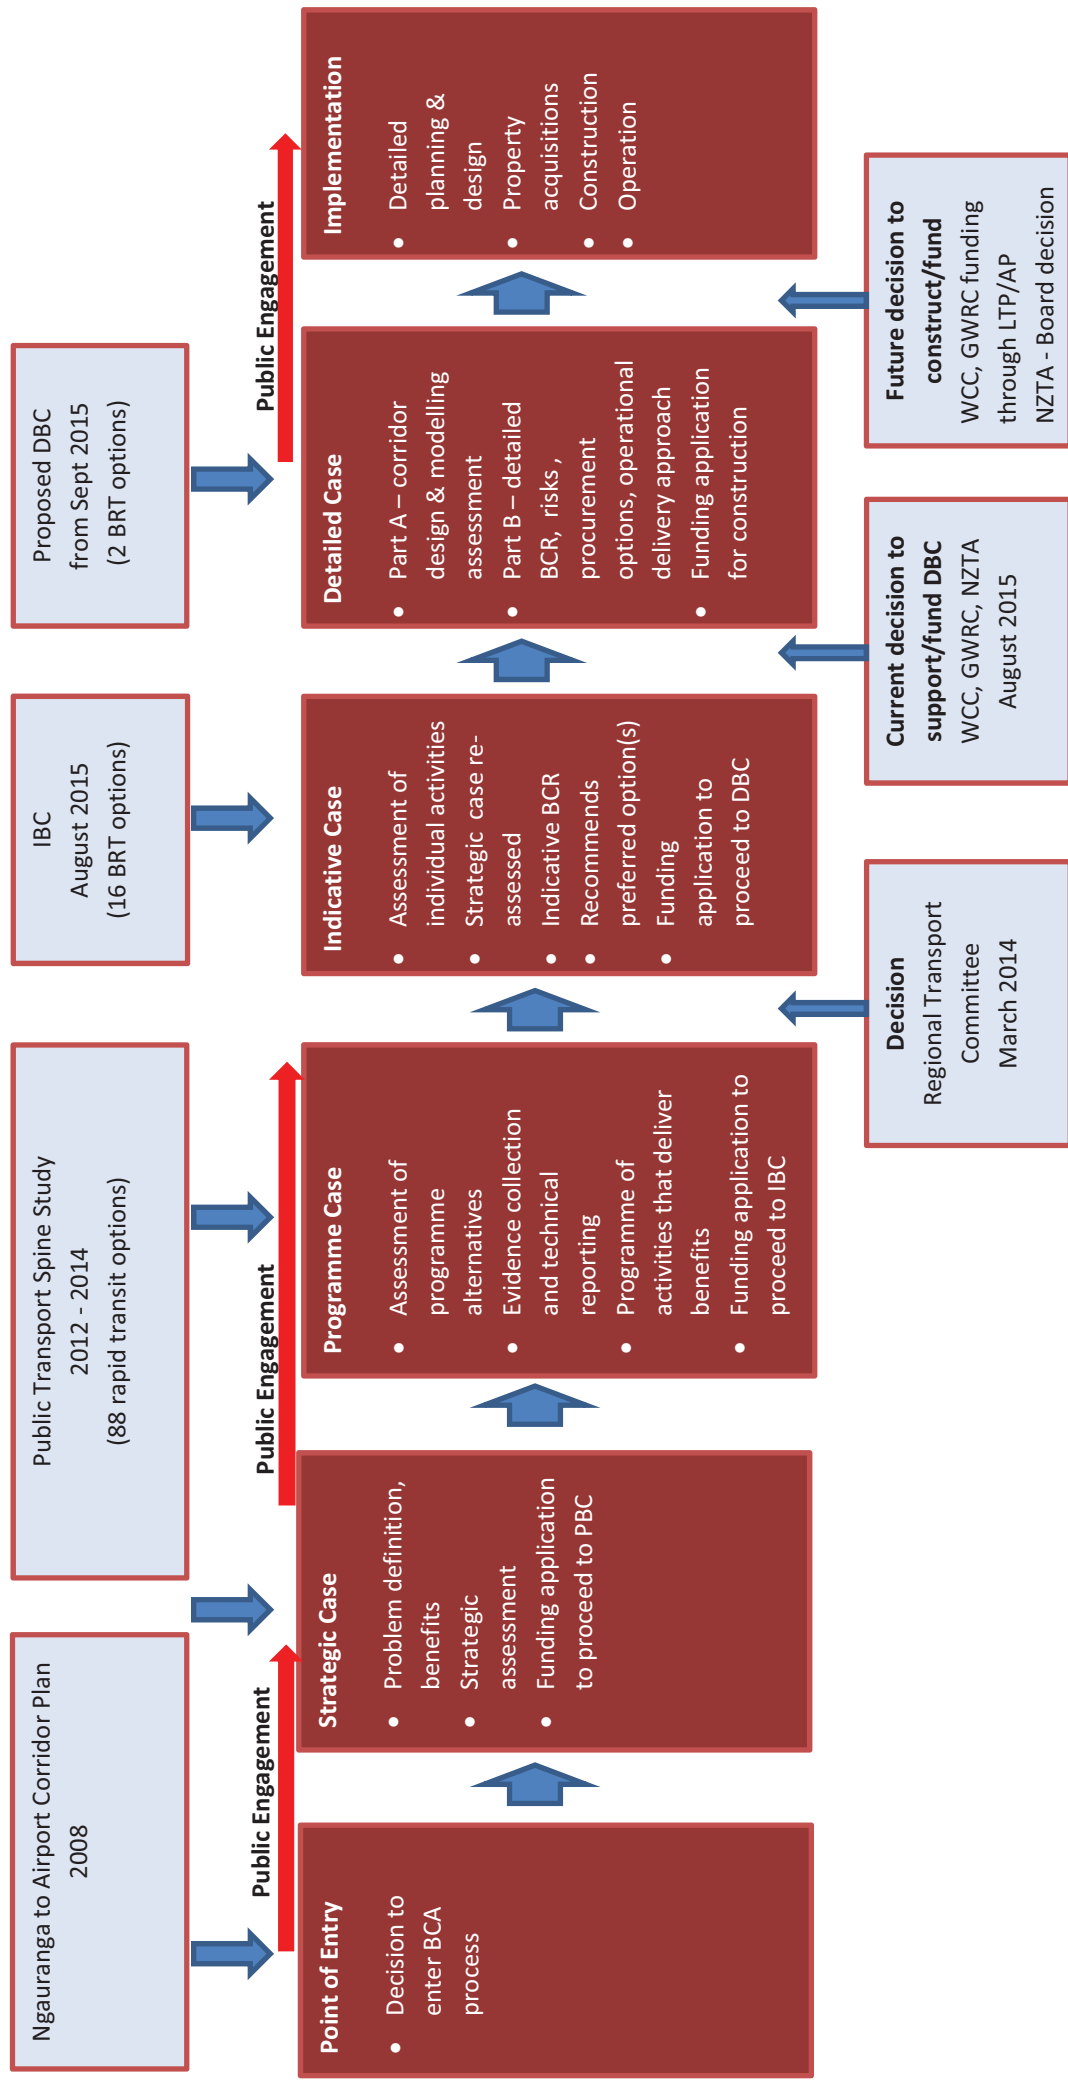 Ngauranga to Airport Corridor Plan
2008
Public Transport Spine Study
2012 - 2014
(88 rapid transit options)
IBC
August 2015
(16 BRT options)
Proposed DBC
from Sept 2015
(2 BRT options)
Public Engagement
Public Engagement
Public Engagement
Point of Entry
• Decision to
enter BCA
process
Strategic Case
• Problem definition,
benefits
• Strategic
assessment
• Funding application
to proceed to PBC
Programme Case
• Assessment of
programme
alternatives
• Evidence collection
and technical
reporting
• Programme of
activities that deliver
benefits
• Funding application to
proceed to IBC
Indicative Case
• Assessment of
individual activities
• Strategic case re-
assessed
• Indicative BCR
• Recommends
preferred option(s)
• Funding
application to
proceed to DBC
Detailed Case
• Part A – corridor
design & modelling
assessment
• Part B – detailed
BCR, risks ,
procurement
options, operational
delivery approach
• Funding application
for construction
Implementation
• Detailed
planning &
design
• Property
acquisitions
• Construction
• Operation
Decision
Regional Transport
Committee
March 2014
Current decision to
support/fund DBC
WCC, GWRC, NZTA
August 2015
Future decision to
construct/fund
WCC, GWRC funding
through LTP/AP
NZTA - Board decision